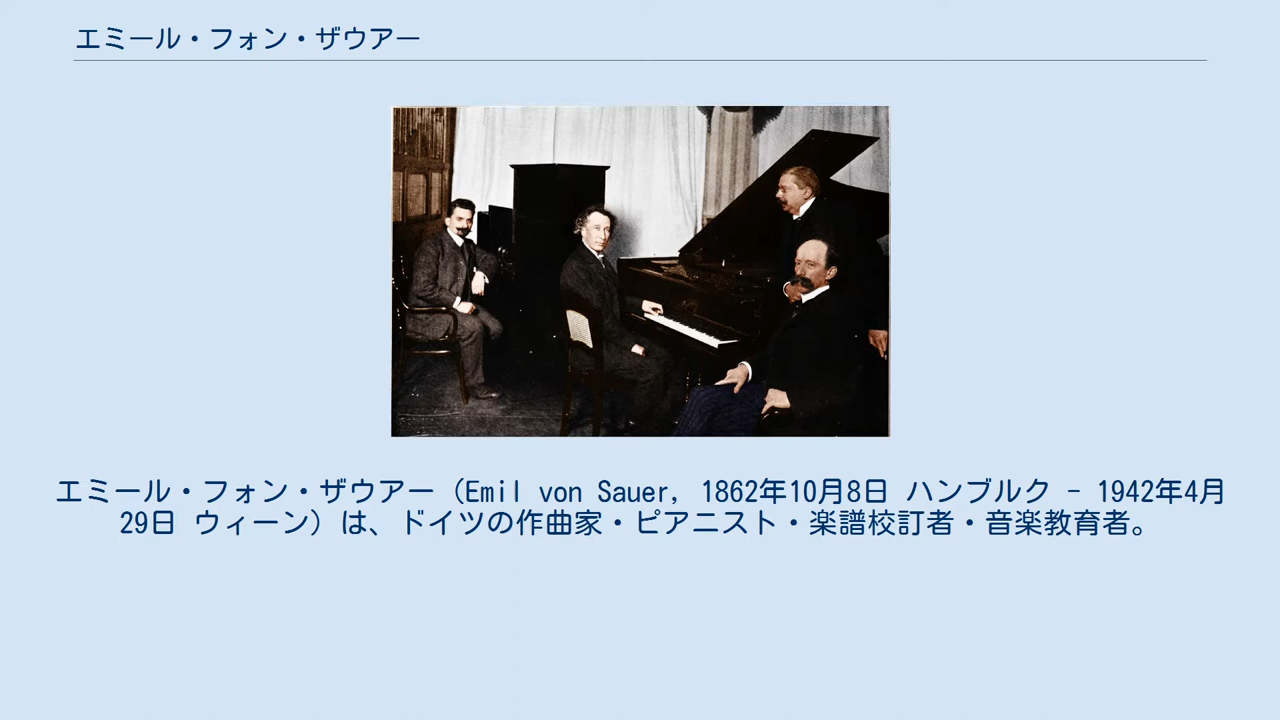 エミール・フォン・ザウアー
エミール・フォン・ザウアー（Emil von Sauer, 1862年10月8日 ハンブルク - 1942年4月
29日 ウィーン）は、ドイツの作曲家・ピアニスト・楽譜校訂者・音楽教育者。